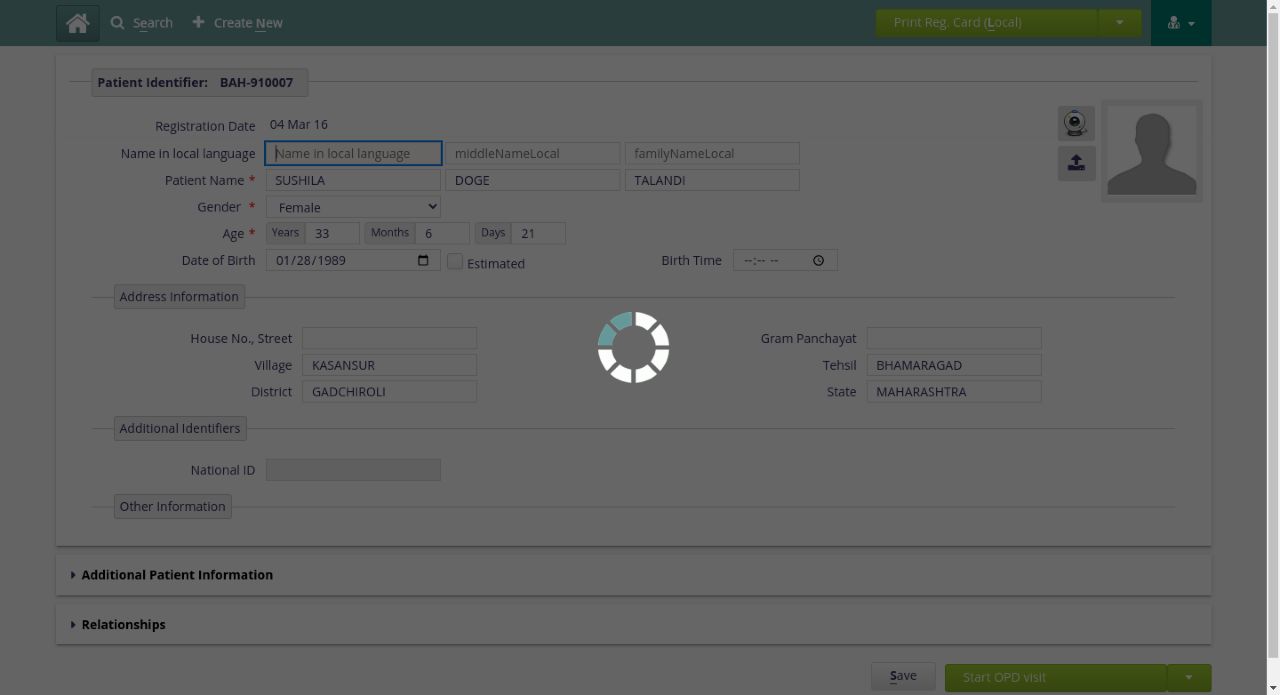 Search Create New Print Reg. Card (Local)
Patient Identifier: BAH-910007
Registration Date 04 Mar 16
Name in local language Name in local language middleNameLocal familyNameLocal
Patient Name * SUSHILA DOGE TALANDI
Gender * Female
Age * Years 33 Months 6 Days 21
Date of Birth 01/28/1989 Estimated Birth Time --:-- --
Address Information
House No., Street Gram Panchayat
Village KASANSUR Tehsil BHAMARAGAD
District GADCHIROLI State MAHARASHTRA
Additional Identifiers
National ID
Other Information
Additional Patient Information
Relationships
Save Start OPD visit